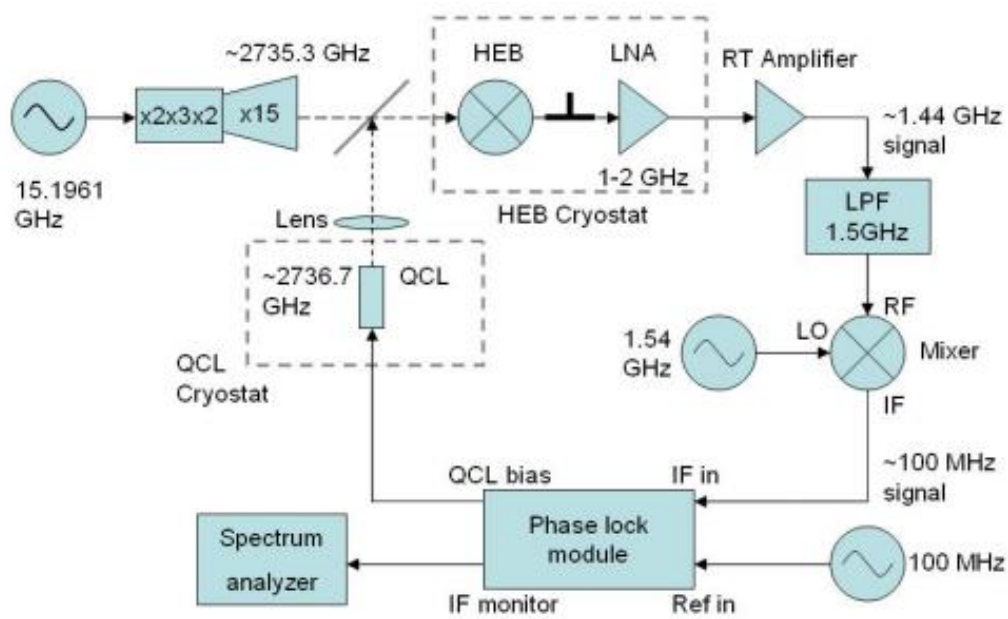 ~2735.3 GHz
HEB
LNA
RT Amplifier
x2x3x2
x15
~1.44 GHz
signal
15.1961
GHz
1-2 GHz
HEB Cryostat
LPF
1.5GHz
Lens
~2736.7
GHz
QCL
QCL
Cryostat
RF
LO
1.54
GHz
Mixer
IF
~100 MHz
signal
QCL bias
IF in
Phase lock
module
Spectrum
analyzer
100 MHz
IF monitor
Ref in